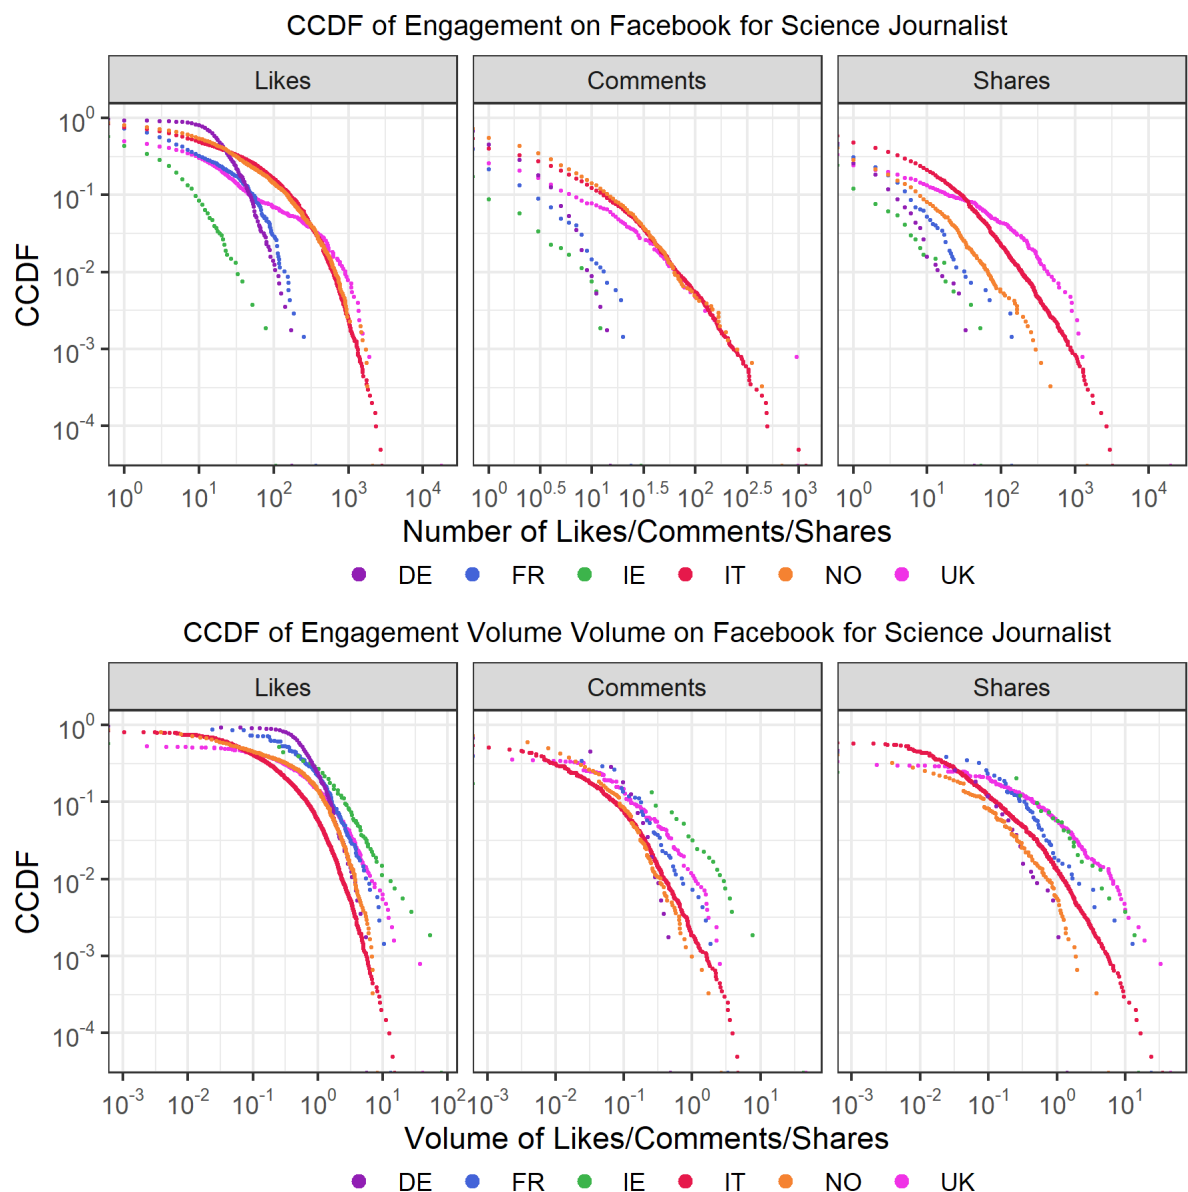 CCDF of Engagement on Facebook for Science Journalist
Likes Comments Shares
10^0
10^-1
10^-2
10^-3
10^-4
CCDF
10^0 10^1 10^2 10^3 10^4 10^0 10^0.5 10^1 10^1.5 10^2 10^2.5 10^3 10^0 10^1 10^2 10^3 10^4
Number of Likes/Comments/Shares
DE FR IE IT NO UK
CCDF of Engagement Volume Volume on Facebook for Science Journalist
Likes Comments Shares
10^0
10^-1
10^-2
10^-3
10^-4
CCDF
10^-3 10^-2 10^-1 10^0 10^1 10^2 10^-3 10^-2 10^-1 10^0 10^1 10^-3 10^-2 10^-1 10^0 10^1
Volume of Likes/Comments/Shares
DE FR IE IT NO UK